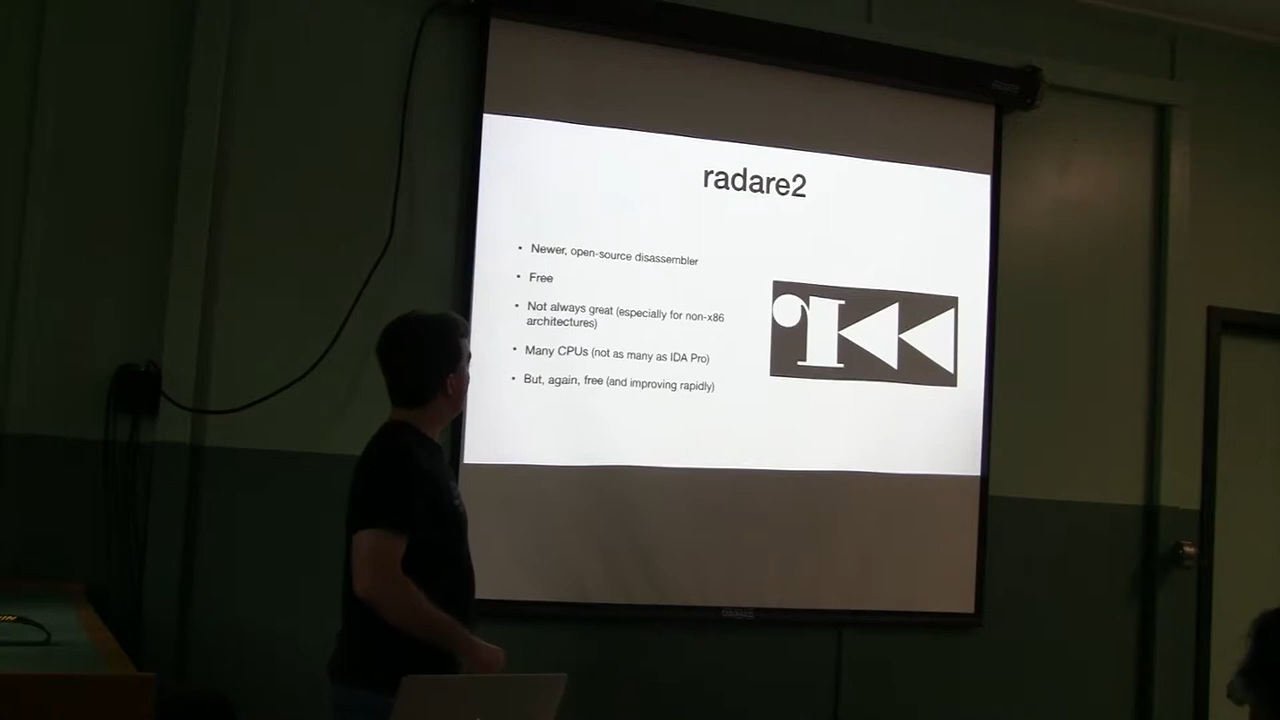 radare2
• Newer, open-source disassembler
• Free
• Not always great (especially for non-x86
architectures)
• Many CPUs (not as many as IDA Pro)
• But, again, free (and improving rapidly)